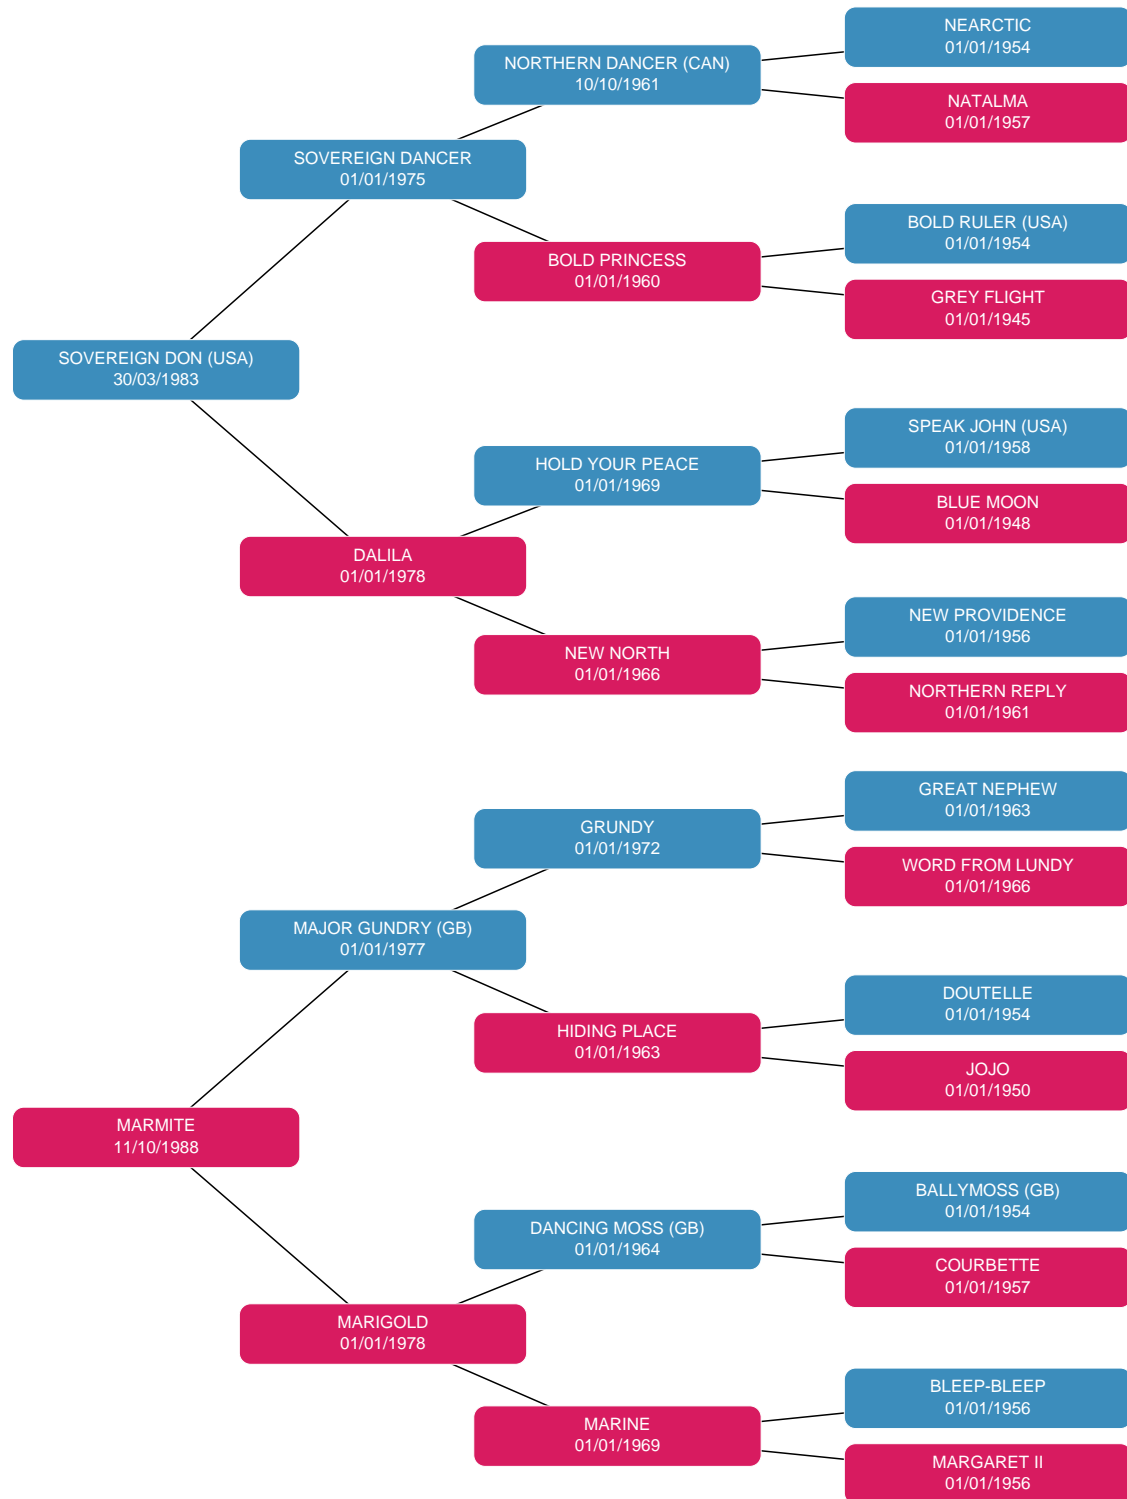 NEARCTIC
01/01/1954
NORTHERN DANCER (CAN)
10/10/1961
NATALMA
01/01/1957
SOVEREIGN DANCER
01/01/1975
BOLD RULER (USA)
01/01/1954
BOLD PRINCESS
01/01/1960
GREY FLIGHT
01/01/1945
SOVEREIGN DON (USA)
30/03/1983
SPEAK JOHN (USA)
01/01/1958
HOLD YOUR PEACE
01/01/1969
BLUE MOON
01/01/1948
DALILA
01/01/1978
NEW PROVIDENCE
01/01/1956
NEW NORTH
01/01/1966
NORTHERN REPLY
01/01/1961
GREAT NEPHEW
01/01/1963
GRUNDY
01/01/1972
WORD FROM LUNDY
01/01/1966
MAJOR GUNDRY (GB)
01/01/1977
DOUTELLE
01/01/1954
HIDING PLACE
01/01/1963
JOJO
01/01/1950
MARMITE
11/10/1988
BALLYMOSS (GB)
01/01/1954
DANCING MOSS (GB)
01/01/1964
COURBETTE
01/01/1957
MARIGOLD
01/01/1978
BLEEP-BLEEP
01/01/1956
MARINE
01/01/1969
MARGARET II
01/01/1956